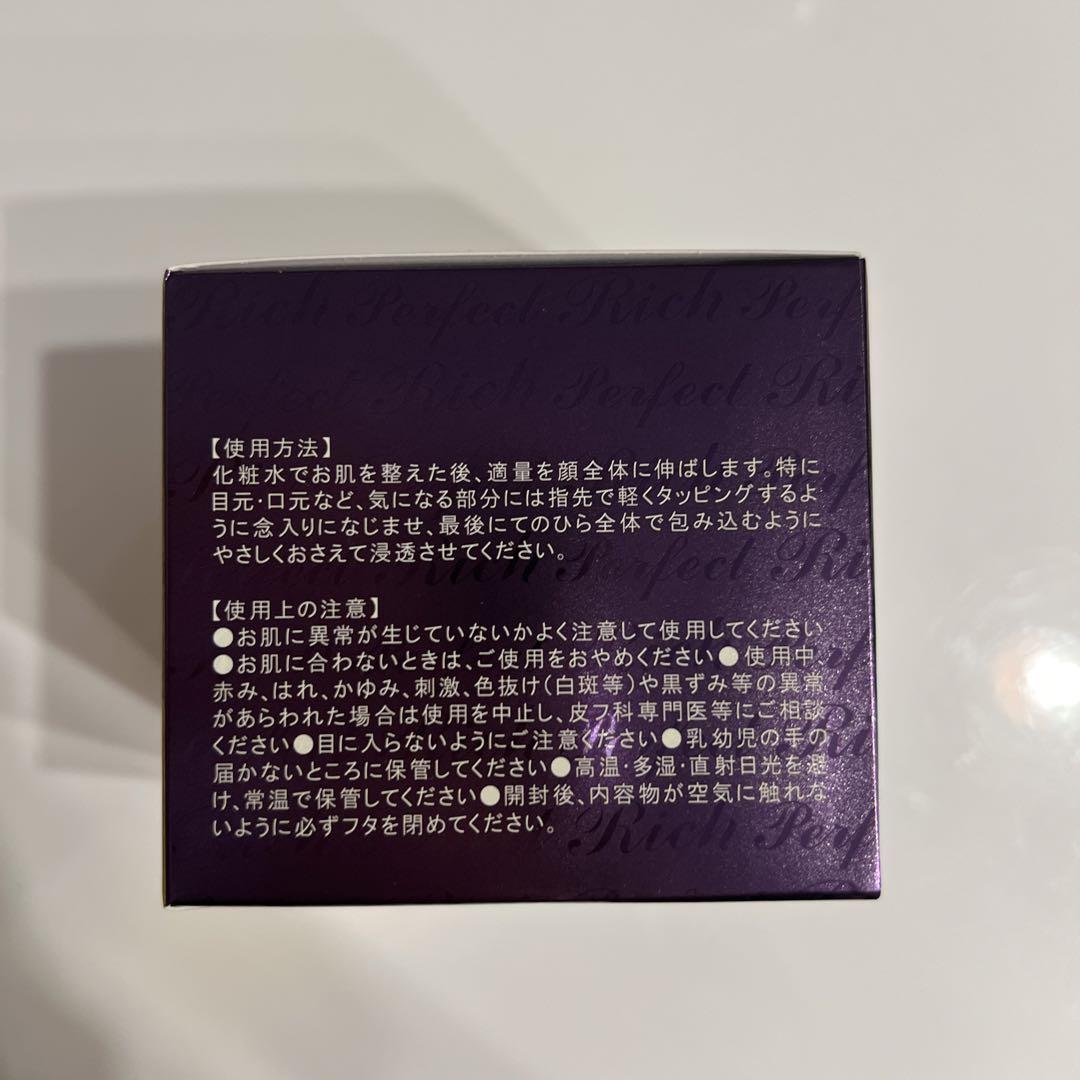 Rich Perfect Rich Perf
Perfect Rich Perfect Ri
【使用方法】
化粧水でお肌を整えた後、適量を顔全体に伸ばします。特に
目元・口元など、気になる部分には指先で軽くタッピングするよ
うに念入りになじませ、最後にてのひら全体で包み込むように
やさしくおさえて浸透させてください。
Rich Perfect Ri
【使用上の注意】
●お肌に異常が生じていないかよく注意して使用してください
●お肌に合わないときは、ご使用をおやめください●使用中
赤み、はれ、かゆみ、刺激、色抜け(白斑等)や黒ずみ等の異常
があらわれた場合は使用を中止し、皮フ科専門医等にご相談
ください●目に入らないようにご注意ください●乳幼児の手の
届かないところに保管してください●高温・多湿・直射日光を避
け、常温で保管してください●開封後、内容物が空気に触れな
いように必ずフタを閉めてください。
Rich Perf